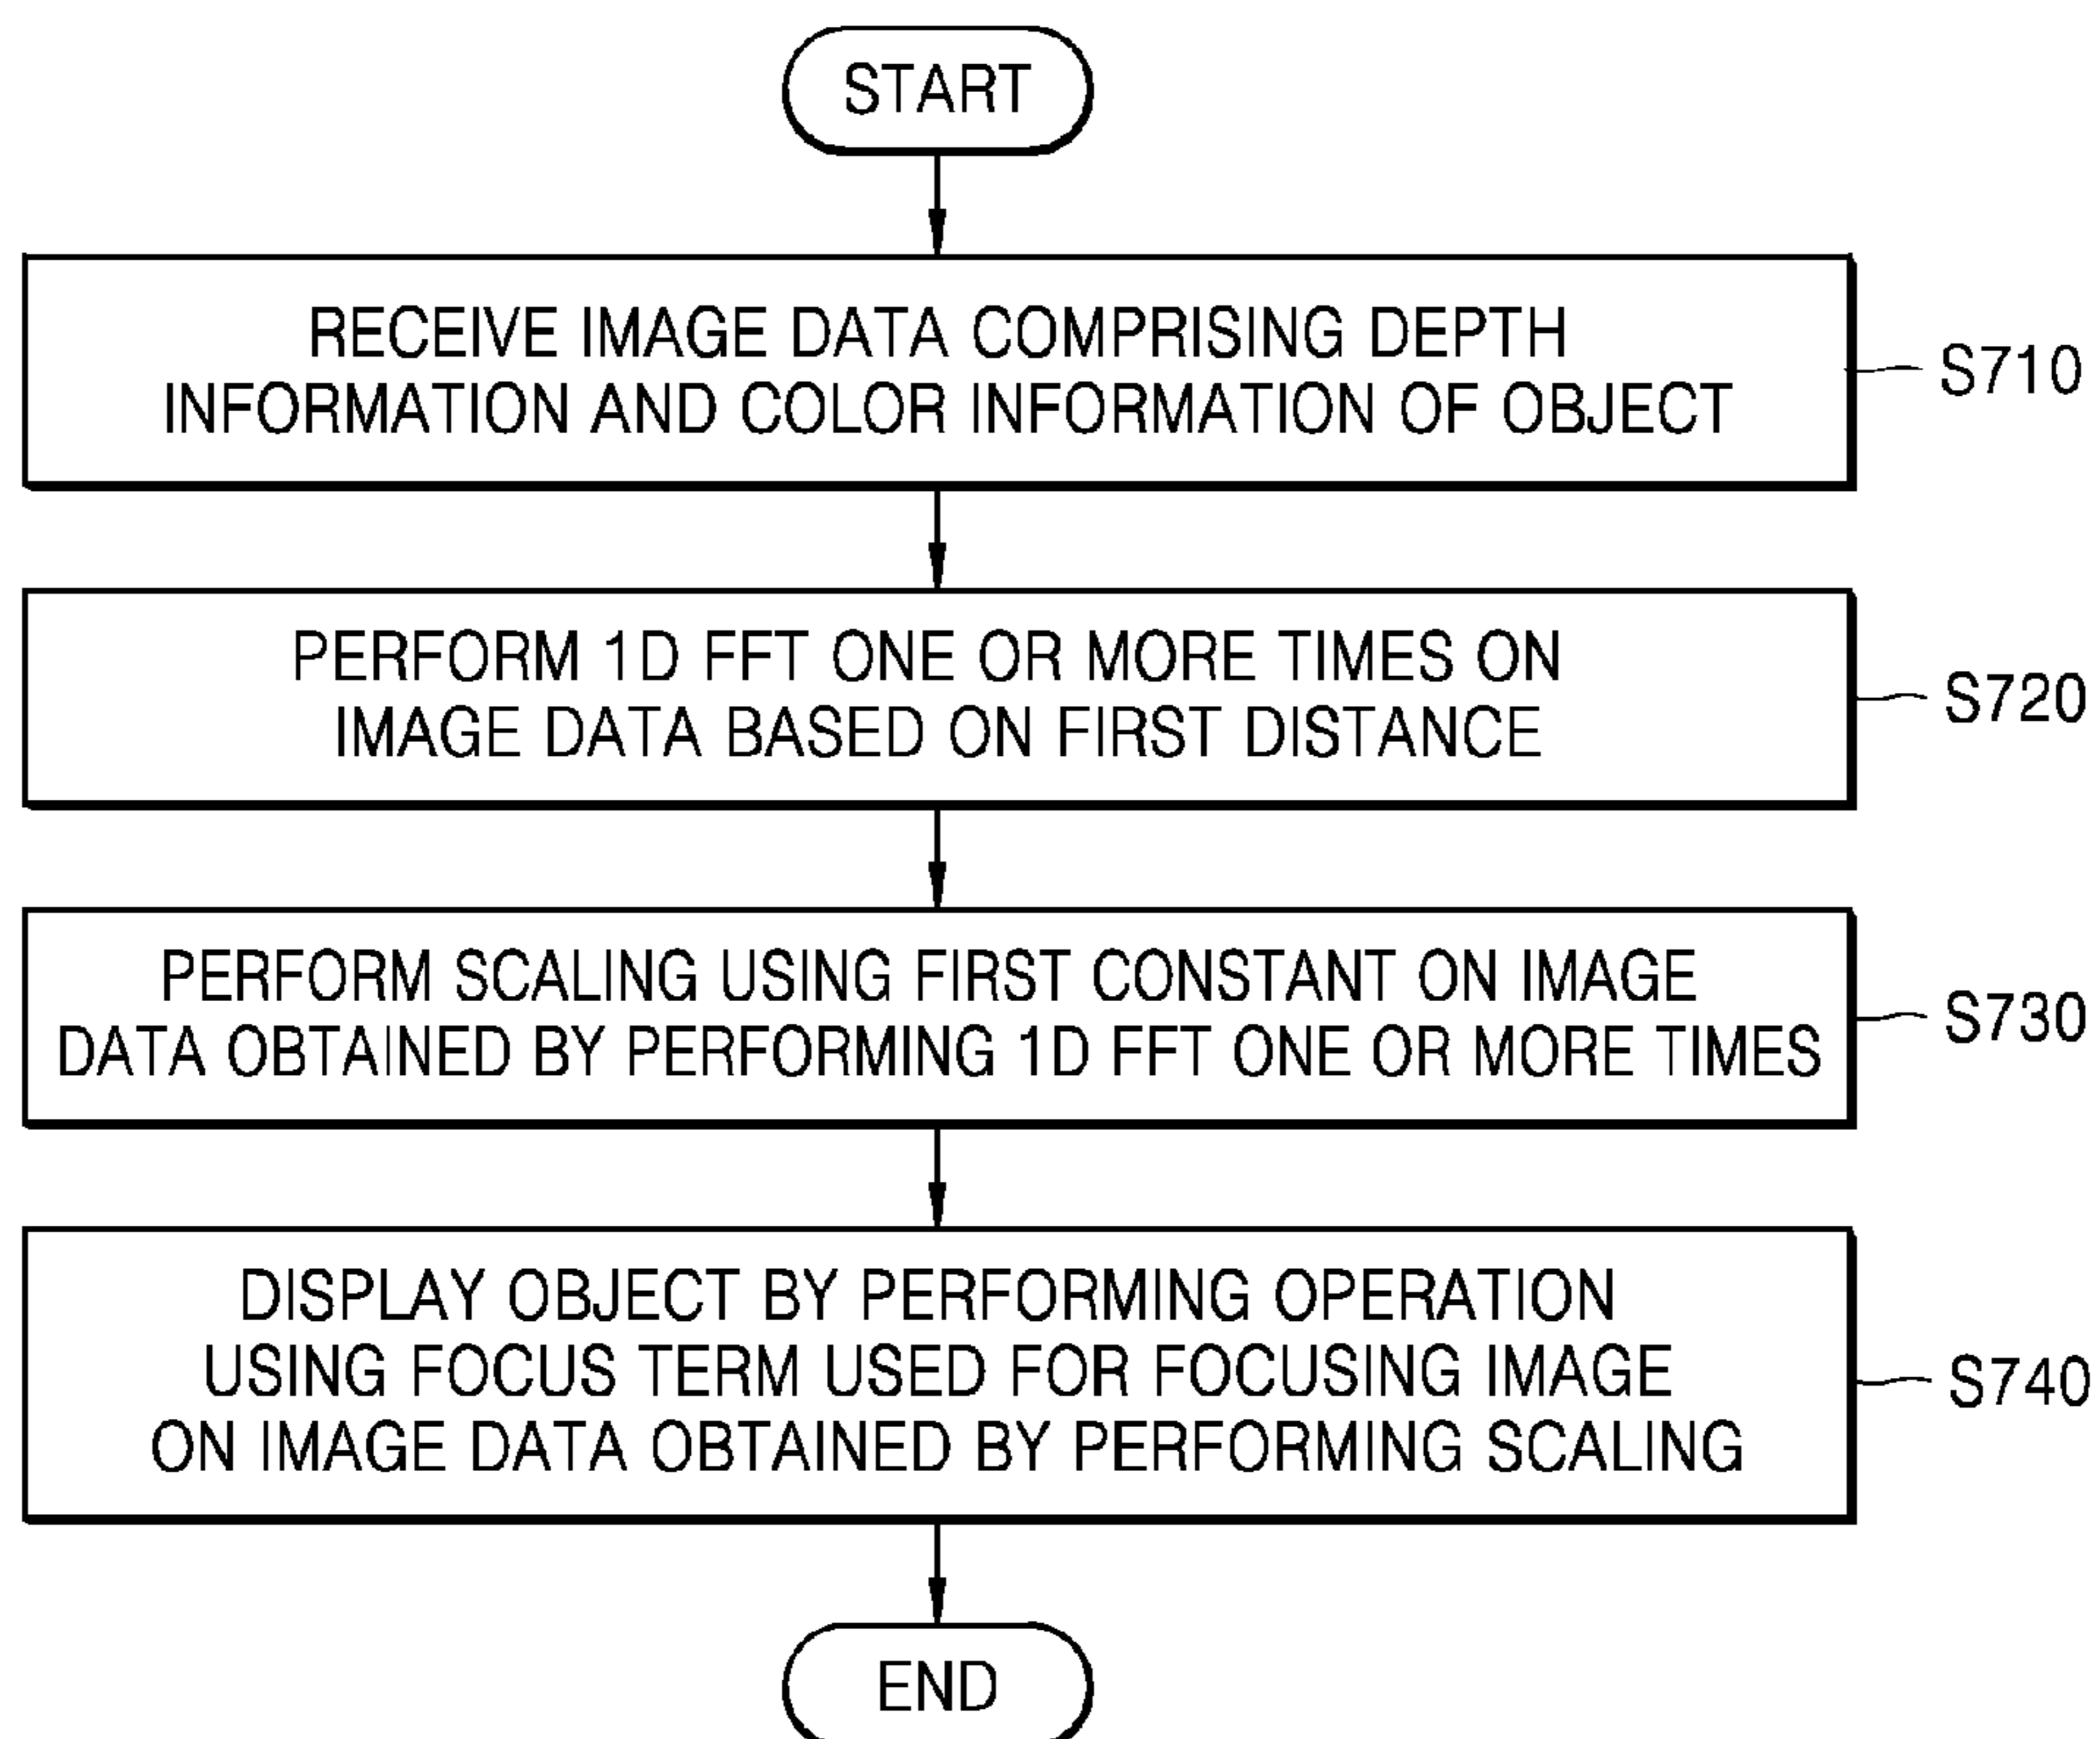 START
RECEIVE IMAGE DATA COMPRISING DEPTH
INFORMATION AND COLOR INFORMATION OF OBJECT
S710
PERFORM 1D FFT ONE OR MORE TIMES ON
IMAGE DATA BASED ON FIRST DISTANCE
S720
PERFORM SCALING USING FIRST CONSTANT ON IMAGE
DATA OBTAINED BY PERFORMING 1D FFT ONE OR MORE TIMES
S730
DISPLAY OBJECT BY PERFORMING OPERATION
USING FOCUS TERM USED FOR FOCUSING IMAGE
ON IMAGE DATA OBTAINED BY PERFORMING SCALING
S740
END